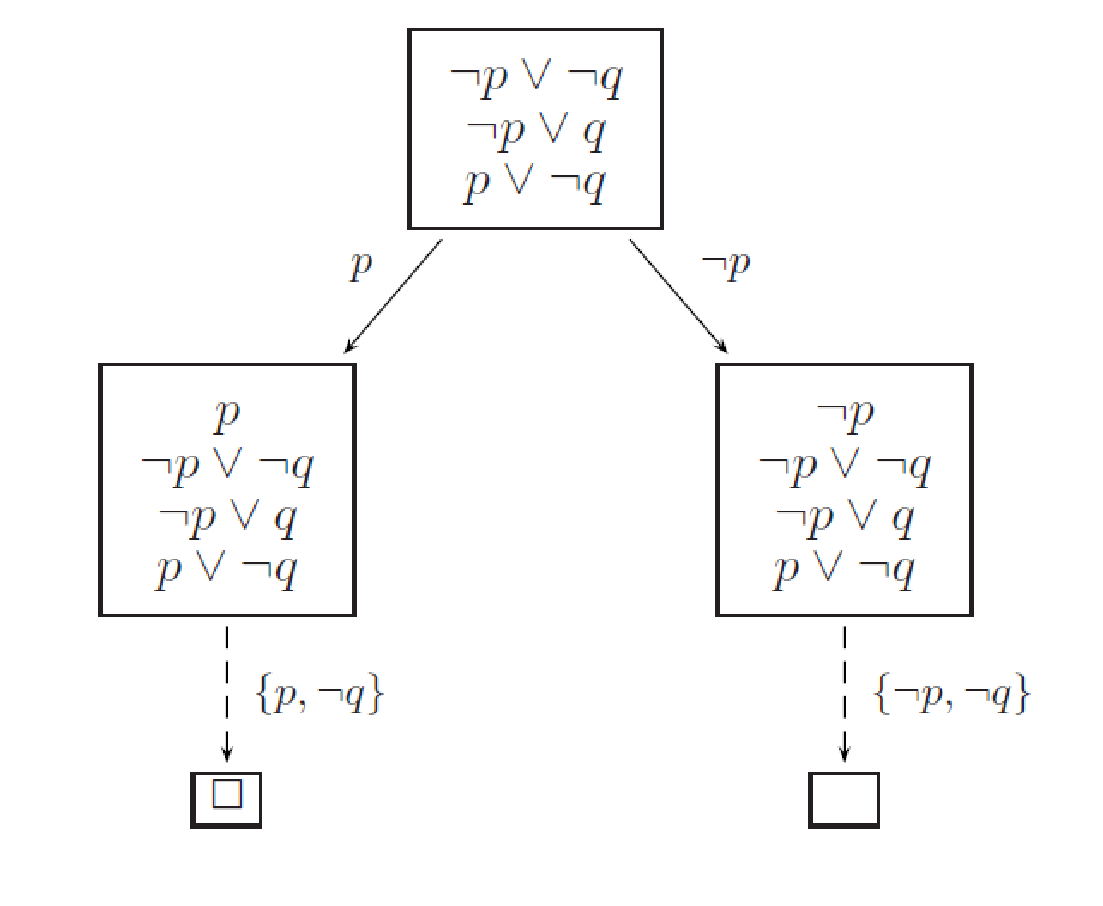 ¬p ∨ ¬q
¬p ∨ q
p ∨ ¬q
p
¬p
p
¬p ∨ ¬q
¬p ∨ q
p ∨ ¬q
¬p
¬p ∨ ¬q
¬p ∨ q
p ∨ ¬q
{p, ¬q}
{¬p, ¬q}
□